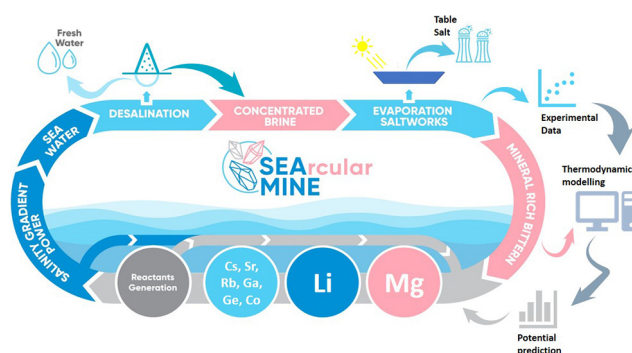 Fresh
Water
Table
Salt
DESALINATION
CONCENTRATED
BRINE
EVAPORATION
SALTWORKS
Experimental
Data
SEA
WATER
SEArcular
MINE
MINERAL RICH BITTERN
Thermodynamic
modelling
SALINITY GRADIENT
POWER
Reactants
Generation
Cs, Sr,
Rb, Ga,
Ge, Co
Li
Mg
Potential
prediction